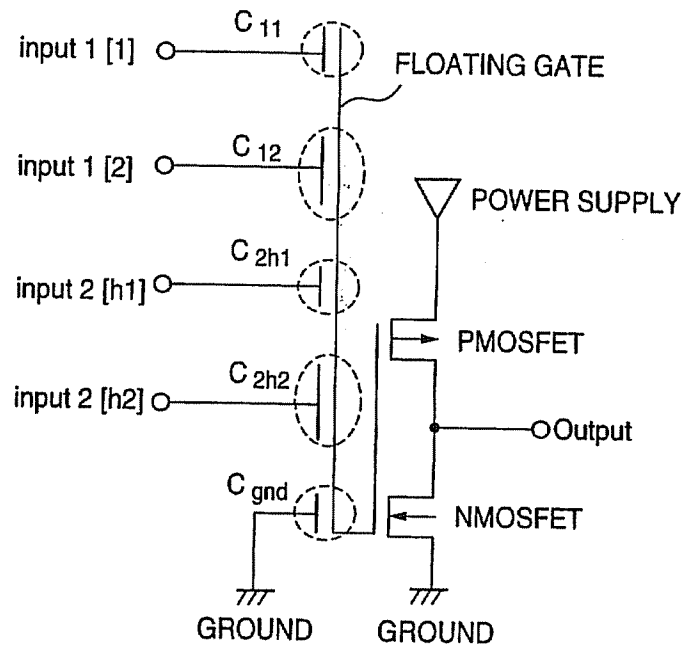 C 11
input 1 [1]
FLOATING GATE
C 12
input 1 [2]
POWER SUPPLY
C 2h1
input 2 [h1]
PMOSFET
C 2h2
input 2 [h2]
Output
C gnd
NMOSFET
GROUND
GROUND